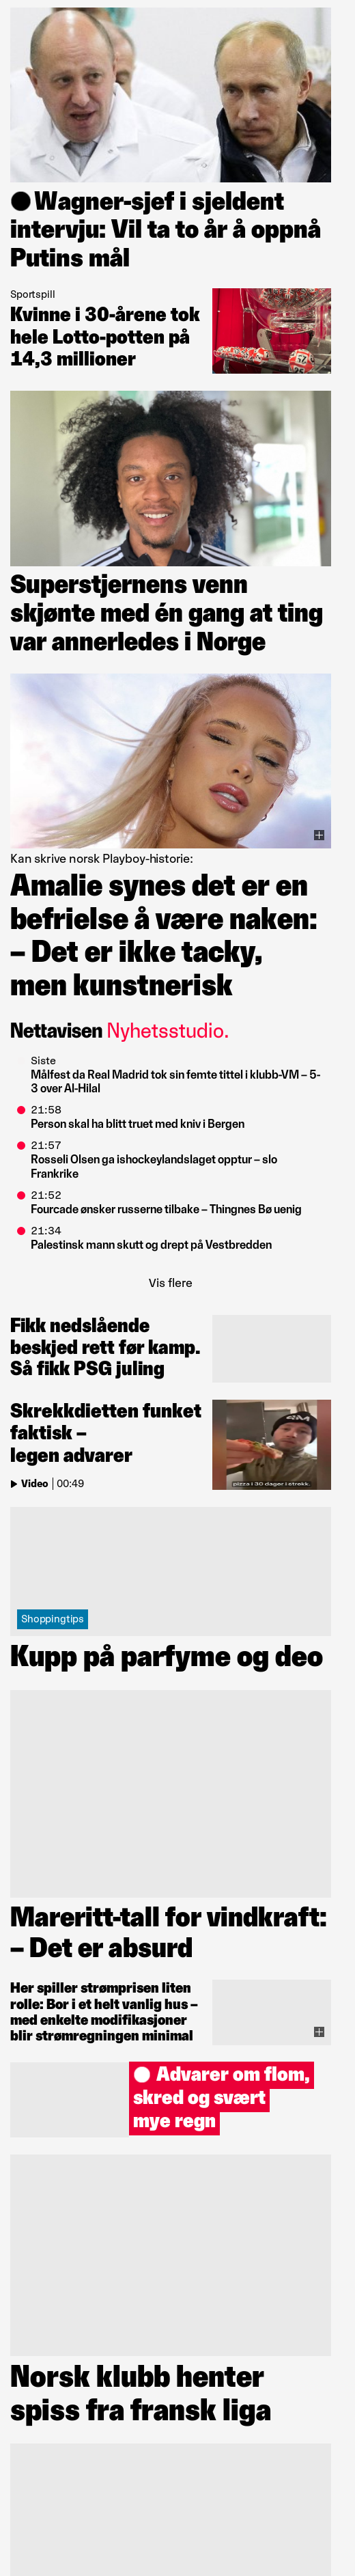 Wagner-sjef i sjeldent
intervju: Vil ta to år å oppnå
Putins mål
Sportspill
Kvinne i 30-årene tok
hele Lotto-potten på
14,3 millioner
Superstjernens venn
skjønte med én gang at ting
var annerledes i Norge
Kan skrive norsk Playboy-historie:
Amalie synes det er en
befrielse å være naken:
– Det er ikke tacky,
men kunstnerisk
Nettavisen Nyhetsstudio.
Siste
Målfest da Real Madrid tok sin femte tittel i klubb-VM – 5-
3 over Al-Hilal
21:58
Person skal ha blitt truet med kniv i Bergen
21:57
Rosseli Olsen ga ishockeylandslaget opptur – slo
Frankrike
21:52
Fourcade ønsker russerne tilbake – Thingnes Bø uenig
21:34
Palestinsk mann skutt og drept på Vestbredden
Vis flere
Fikk nedslående
beskjed rett før kamp.
Så fikk PSG juling
Skrekkdietten funket
faktisk –
legen advarer
Video | 00:49
pizza i 30 dager i strekk.
Shoppingtips
Kupp på parfyme og deo
Mareritt-tall for vindkraft:
– Det er absurd
Her spiller strømprisen liten
rolle: Bor i et helt vanlig hus –
med enkelte modifikasjoner
blir strømregningen minimal
Advarer om flom,
skred og svært
mye regn
Norsk klubb henter
spiss fra fransk liga